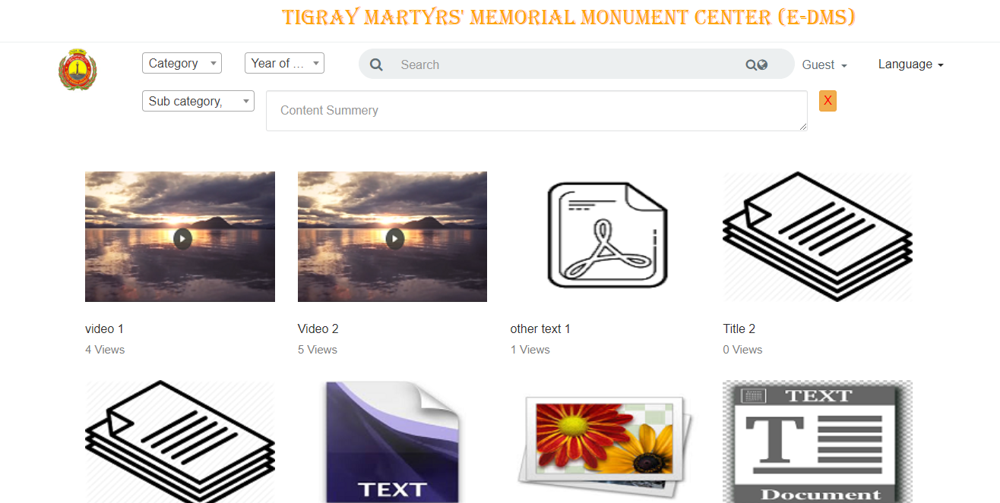 TIGRAY MARTYRS' MEMORIAL MONUMENT CENTER (E-DMS)
Category
Year of ...
Search
Guest
Language
Sub category,
Content Summery
X
video 1
Video 2
other text 1
Title 2
4 Views
5 Views
1 Views
0 Views
TEXT
TEXT
T
Document